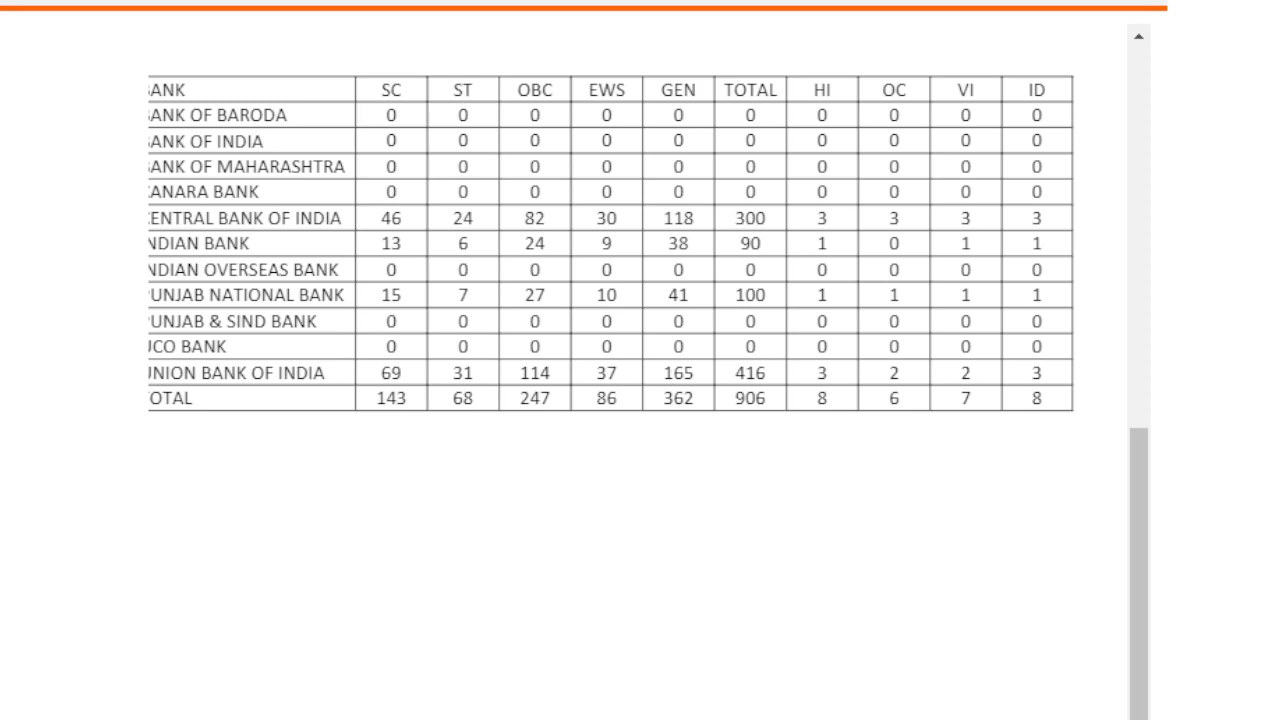 ANK SC ST OBC EWS GEN TOTAL HI OC VI ID
ANK OF BARODA 0 0 0 0 0 0 0 0 0 0
ANK OF INDIA 0 0 0 0 0 0 0 0 0 0
ANK OF MAHARASHTRA 0 0 0 0 0 0 0 0 0 0
ANARA BANK 0 0 0 0 0 0 0 0 0 0
ENTRAL BANK OF INDIA 46 24 82 30 118 300 3 3 3 3
NDIAN BANK 13 6 24 9 38 90 1 0 1 1
NDIAN OVERSEAS BANK 0 0 0 0 0 0 0 0 0 0
UNJAB NATIONAL BANK 15 7 27 10 41 100 1 1 1 1
UNJAB & SIND BANK 0 0 0 0 0 0 0 0 0 0
CO BANK 0 0 0 0 0 0 0 0 0 0
NION BANK OF INDIA 69 31 114 37 165 416 3 2 2 3
OTAL 143 68 247 86 362 906 8 6 7 8